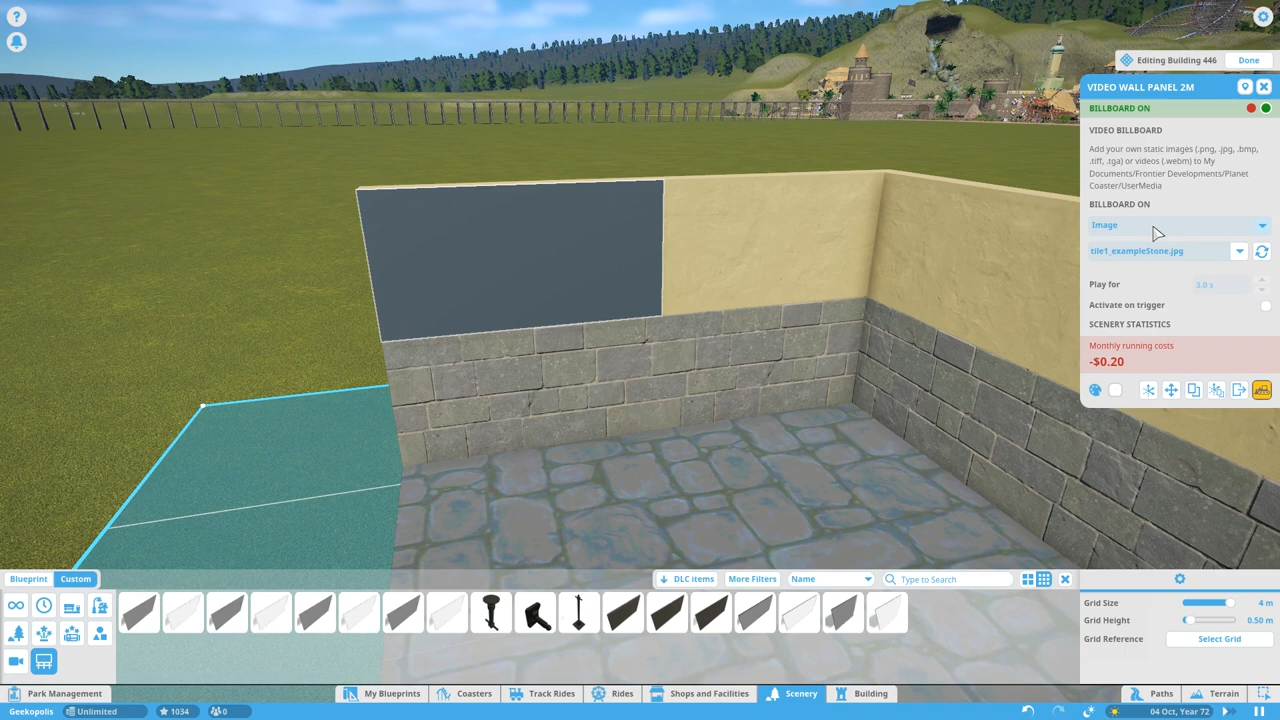 ?
Editing Building 446
Done
VIDEO WALL PANEL 2M
BILLBOARD ON
VIDEO BILLBOARD
Add your own static images (.png, .jpg, .bmp,
.tiff, .tga) or videos (.webm) to My
Documents/Frontier Developments/Planet
Coaster/UserMedia
BILLBOARD ON
Image
tile1_exampleStone.jpg
Play for
3.0 s
Activate on trigger
SCENERY STATISTICS
Monthly running costs
-$0.20
Blueprint
Custom
DLC items
More Filters
Name
Type to Search
Grid Size
4 m
Grid Height
0.50 m
Grid Reference
Select Grid
Park Management
My Blueprints
Coasters
Track Rides
Rides
Shops and Facilities
Scenery
Building
Paths
Terrain
Geekopolis
Unlimited
1034
0
04 Oct, Year 72